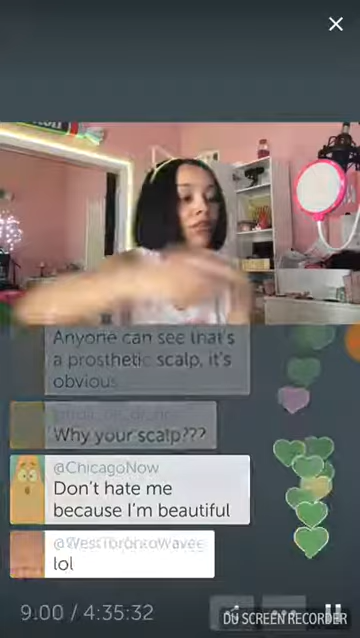 Anyone can see that's
a prosthetic scalp, it's
obvious
Why your scalp???
@ChicagoNow
Don't hate me
because I'm beautiful
lol
9.00 / 4:35:32
DU SCREEN RECORDER